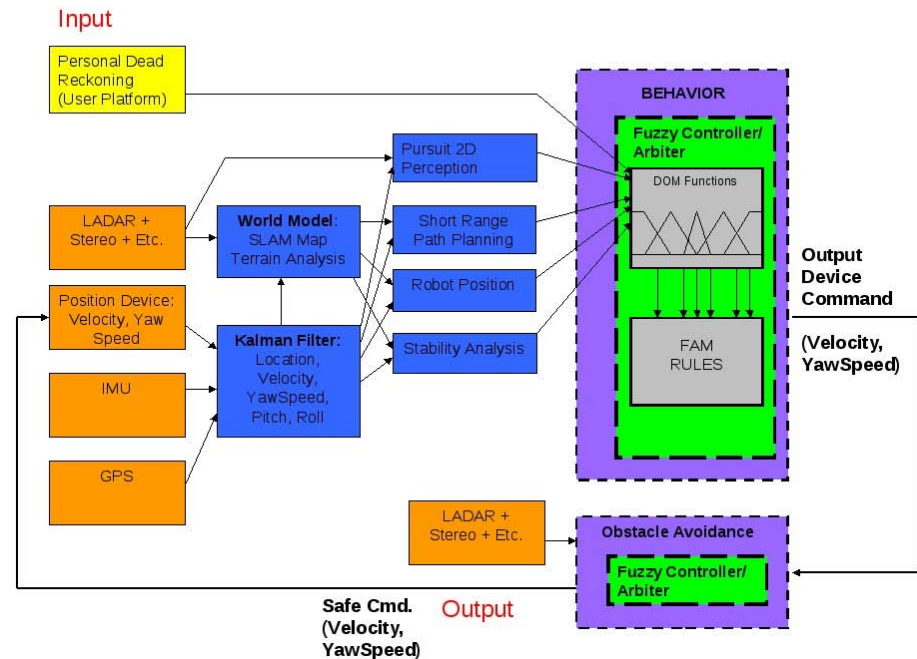 Input
Personal Dead
Reckoning
(User Platform)
BEHAVIOR
Fuzzy Controller/
Arbiter
DOM Functions
Pursuit 2D
Perception
LADAR +
Stereo + Etc.
World Model:
SLAM Map
Terrain Analysis
Short Range
Path Planning
Robot Position
Position Device:
Velocity, Yaw
Speed
Kalman Filter:
Location,
Velocity,
YawSpeed,
Pitch, Roll
Stability Analysis
IMU
GPS
FAM
RULES
Output
Device
Command
(Velocity,
YawSpeed)
LADAR +
Stereo + Etc.
Obstacle Avoidance
Fuzzy Controller/
Arbiter
Safe Cmd.
(Velocity,
YawSpeed)
Output